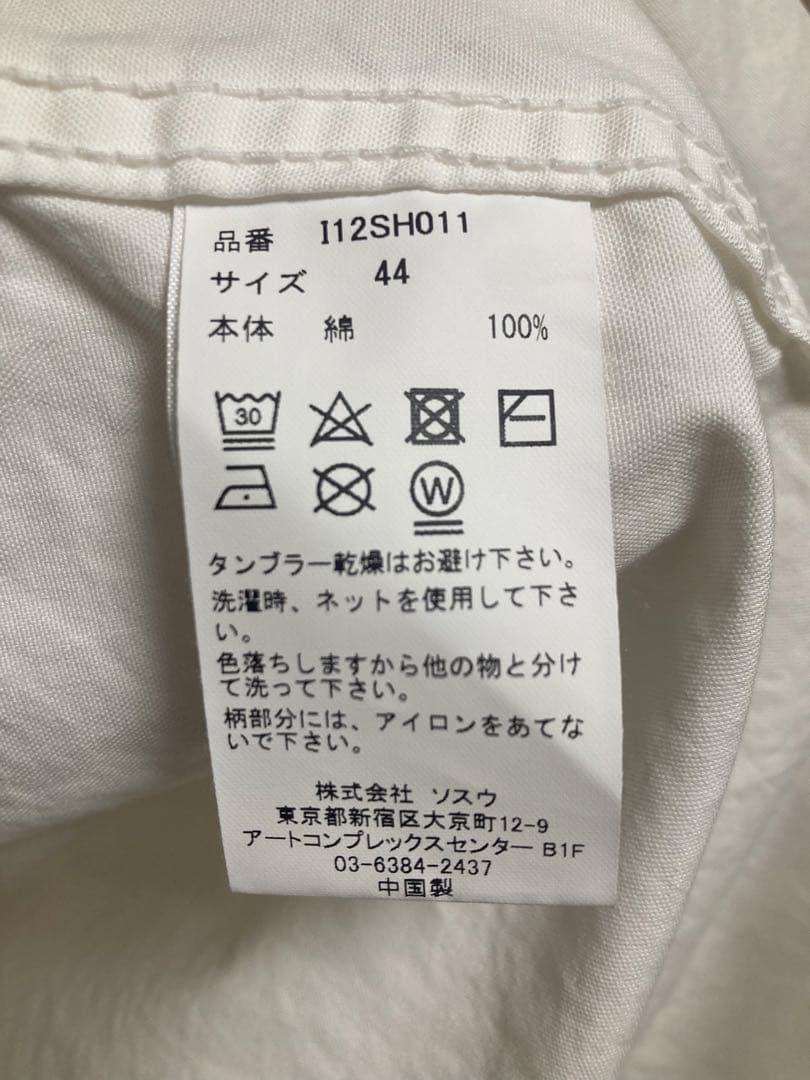 品番 I12SH011
サイズ 44
本体 綿 100%
30
W
タンブラー乾燥はお避け下さい。
洗濯時、ネットを使用して下さ
い。
色落ちしますから他の物と分け
て洗って下さい。
柄部分には、アイロンをあてな
いで下さい。
株式会社 ソスウ
東京都新宿区大京町12-9
アートコンプレックスセンター B1F
03-6384-2437
中国製